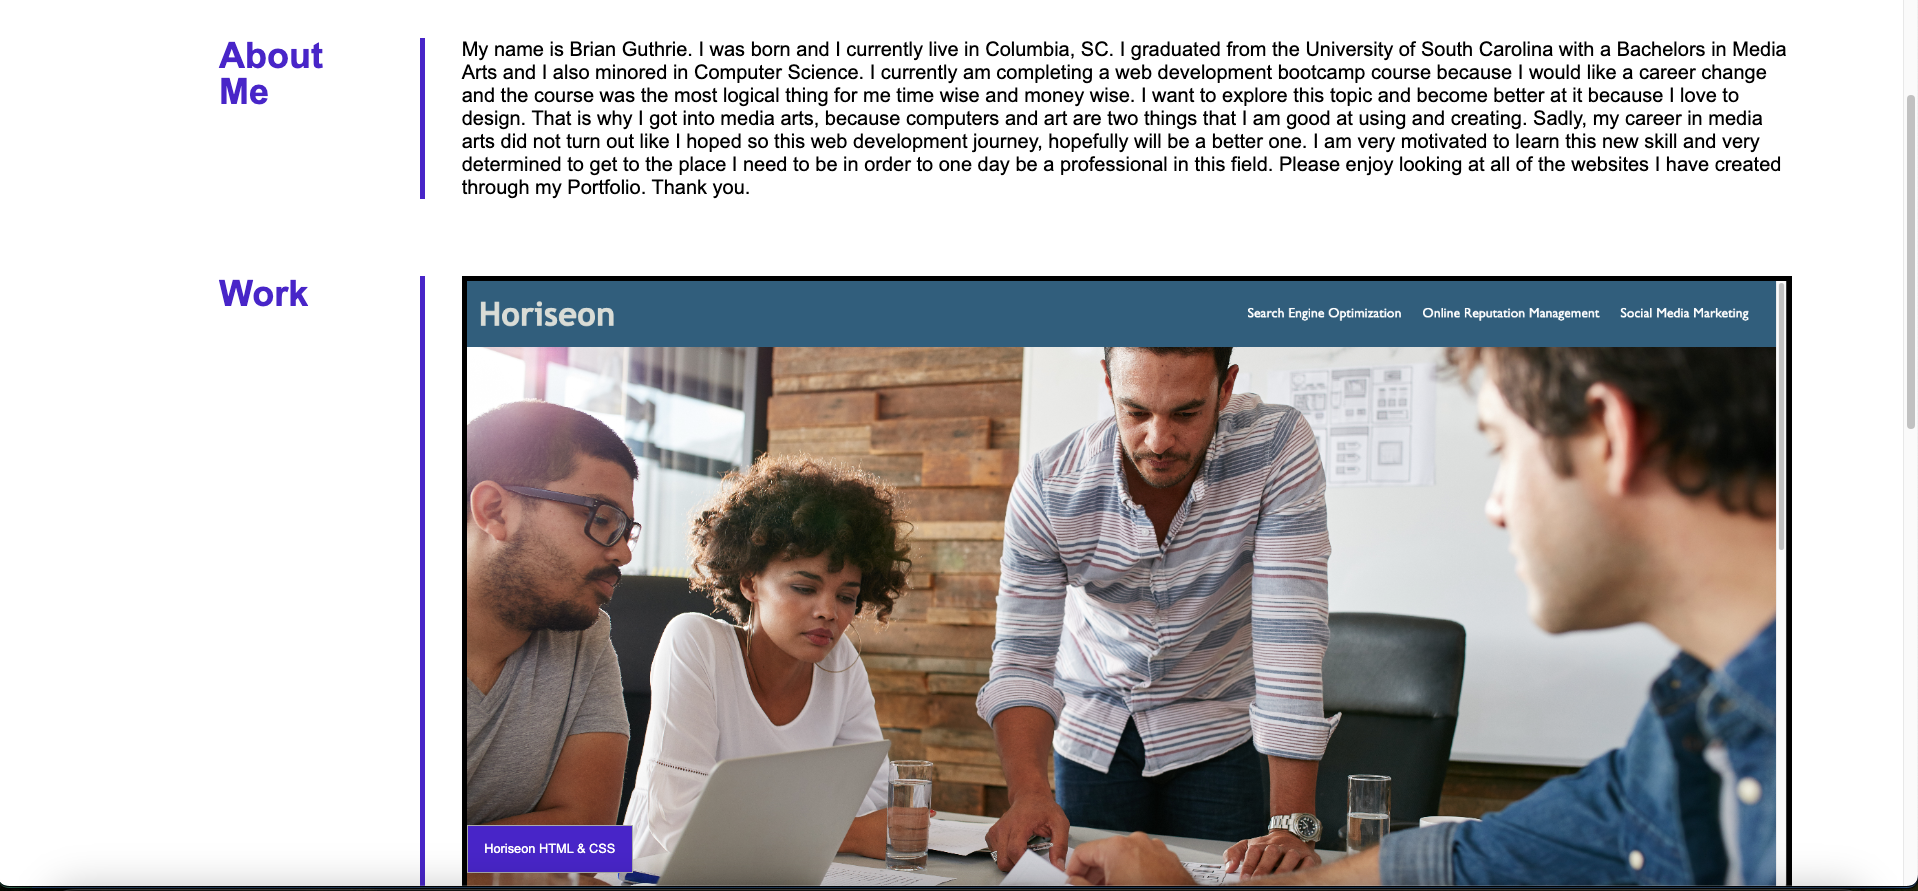 About
Me
My name is Brian Guthrie. I was born and I currently live in Columbia, SC. I graduated from the University of South Carolina with a Bachelors in Media
Arts and I also minored in Computer Science. I currently am completing a web development bootcamp course because I would like a career change
and the course was the most logical thing for me time wise and money wise. I want to explore this topic and become better at it because I love to
design. That is why I got into media arts, because computers and art are two things that I am good at using and creating. Sadly, my career in media
arts did not turn out like I hoped so this web development journey, hopefully will be a better one. I am very motivated to learn this new skill and very
determined to get to the place I need to be in order to one day be a professional in this field. Please enjoy looking at all of the websites I have created
through my Portfolio. Thank you.
Work
Horiseon
Search Engine Optimization
Online Reputation Management
Social Media Marketing
Horiseon HTML & CSS